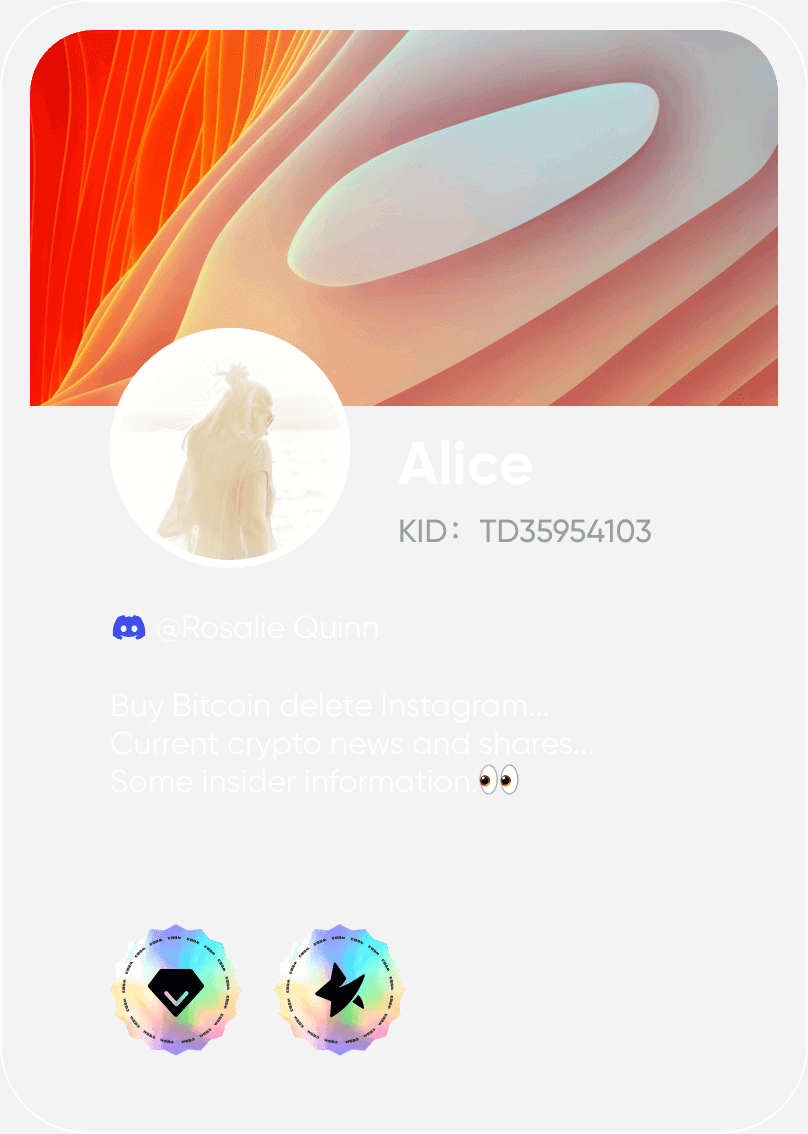 Alice
KID： TD35954103
@Rosalie Quinn
Buy Bitcoin delete Instagram...
Current crypto news and shares...
Some insider information.👀